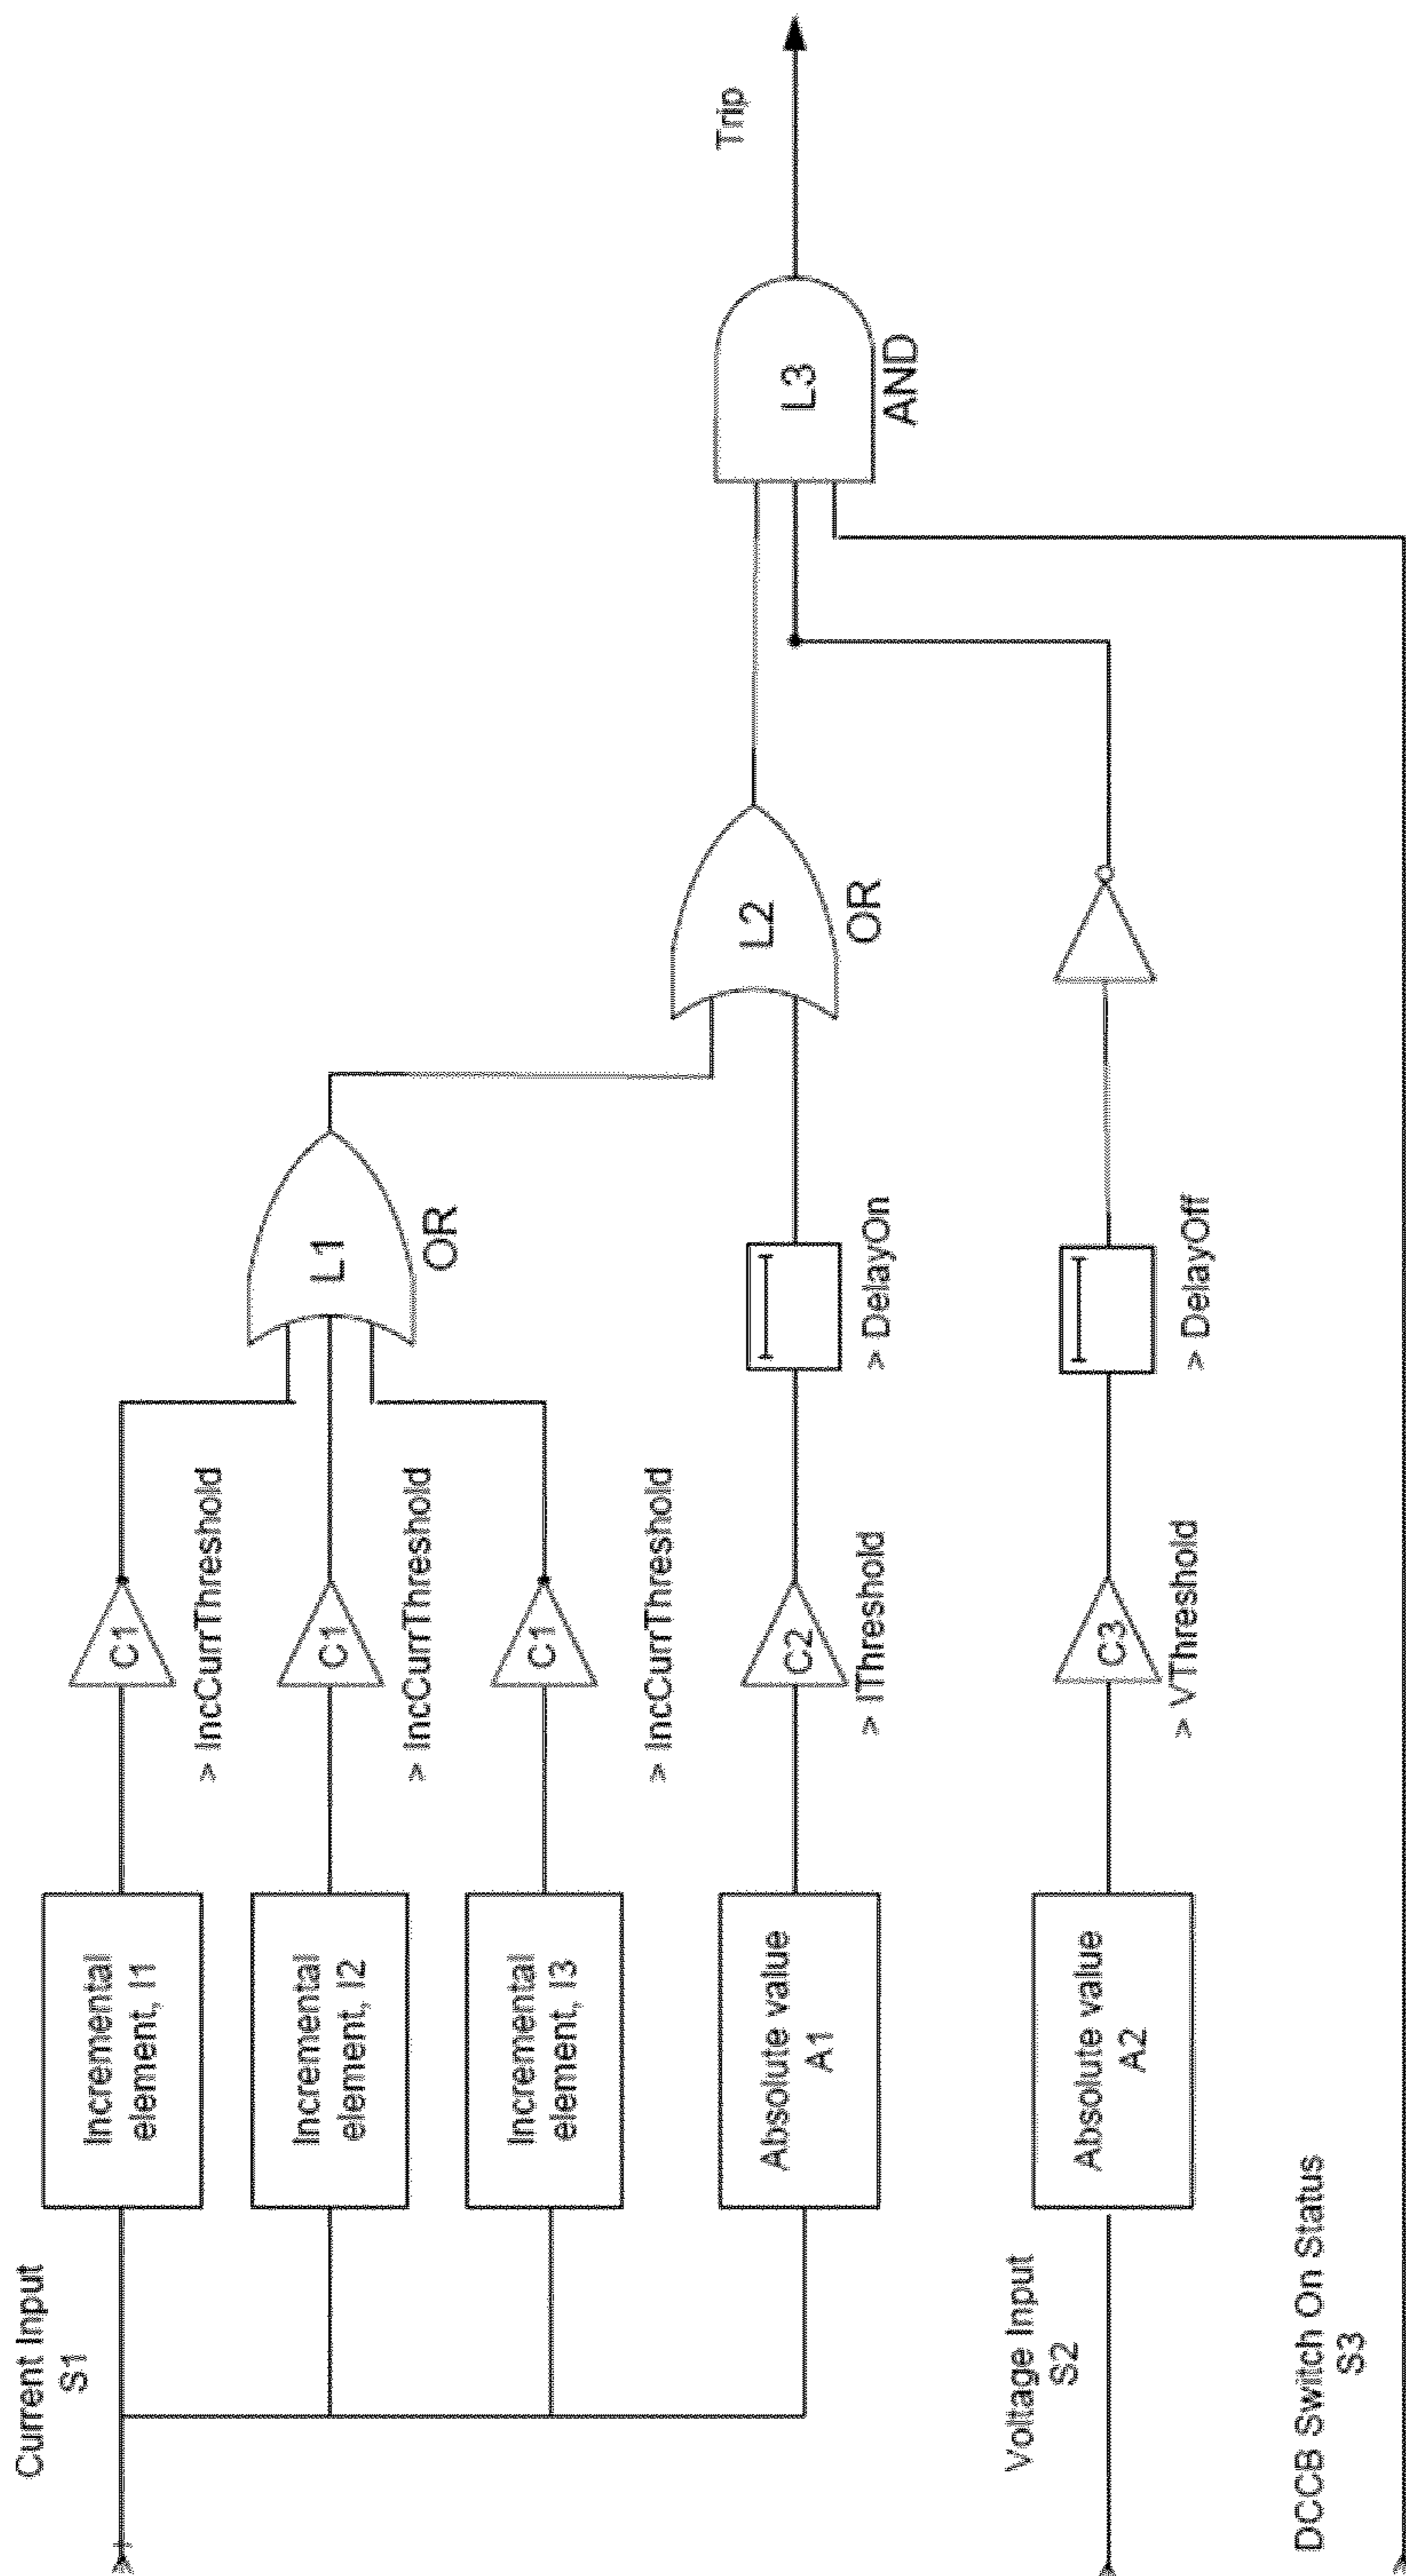 Current Input
S1
Incremental
element, I1
C1
> IncCurrThreshold
Incremental
element, I2
C1
> IncCurrThreshold
L1
OR
Incremental
element, I3
C1
> IncCurrThreshold
Absolute value
A1
C2
> IThreshold
> DelayOn
L2
OR
L3
AND
Trip
Voltage Input
S2
Absolute value
A2
C3
> VThreshold
> DelayOff
DCCB Switch On Status
S3